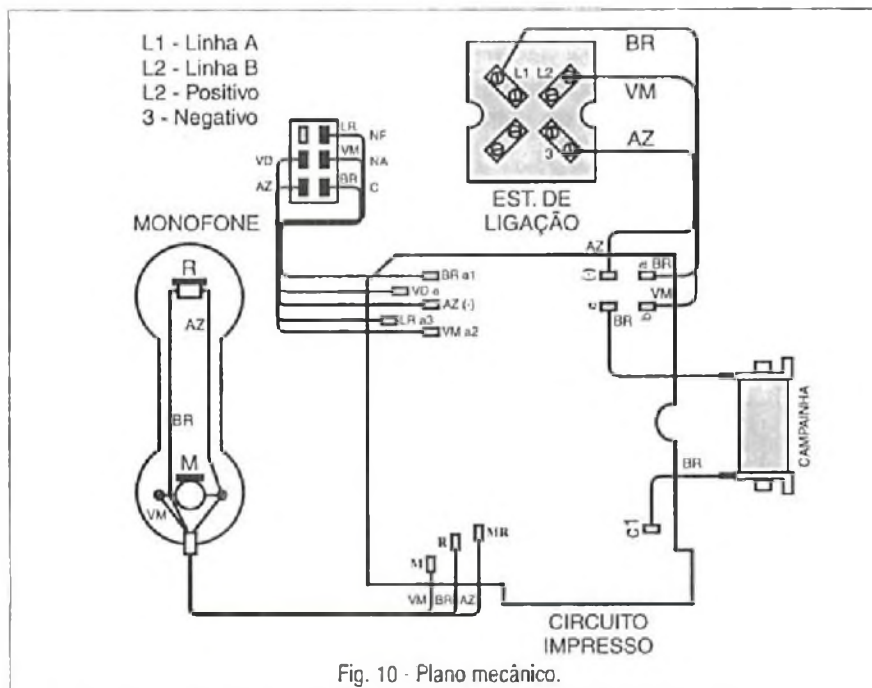 L1 - Linha A
L2 - Linha B
L2 - Positivo
3 - Negativo
BR
VM
AZ
L1 L2
3
EST. DE
LIGAÇÃO
LR NF
VD VM NA
AZ BR C
MONOFONE
R
AZ
BR
M
VM
BR a1
VD a
AZ (-)
LR a3
VM a2
AZ
(-) a BR
VM
b
BR
CAMPAINHA
BR
C1
M R MR
VM BR AZ
CIRCUITO
IMPRESSO
Fig. 10 - Plano mecânico.